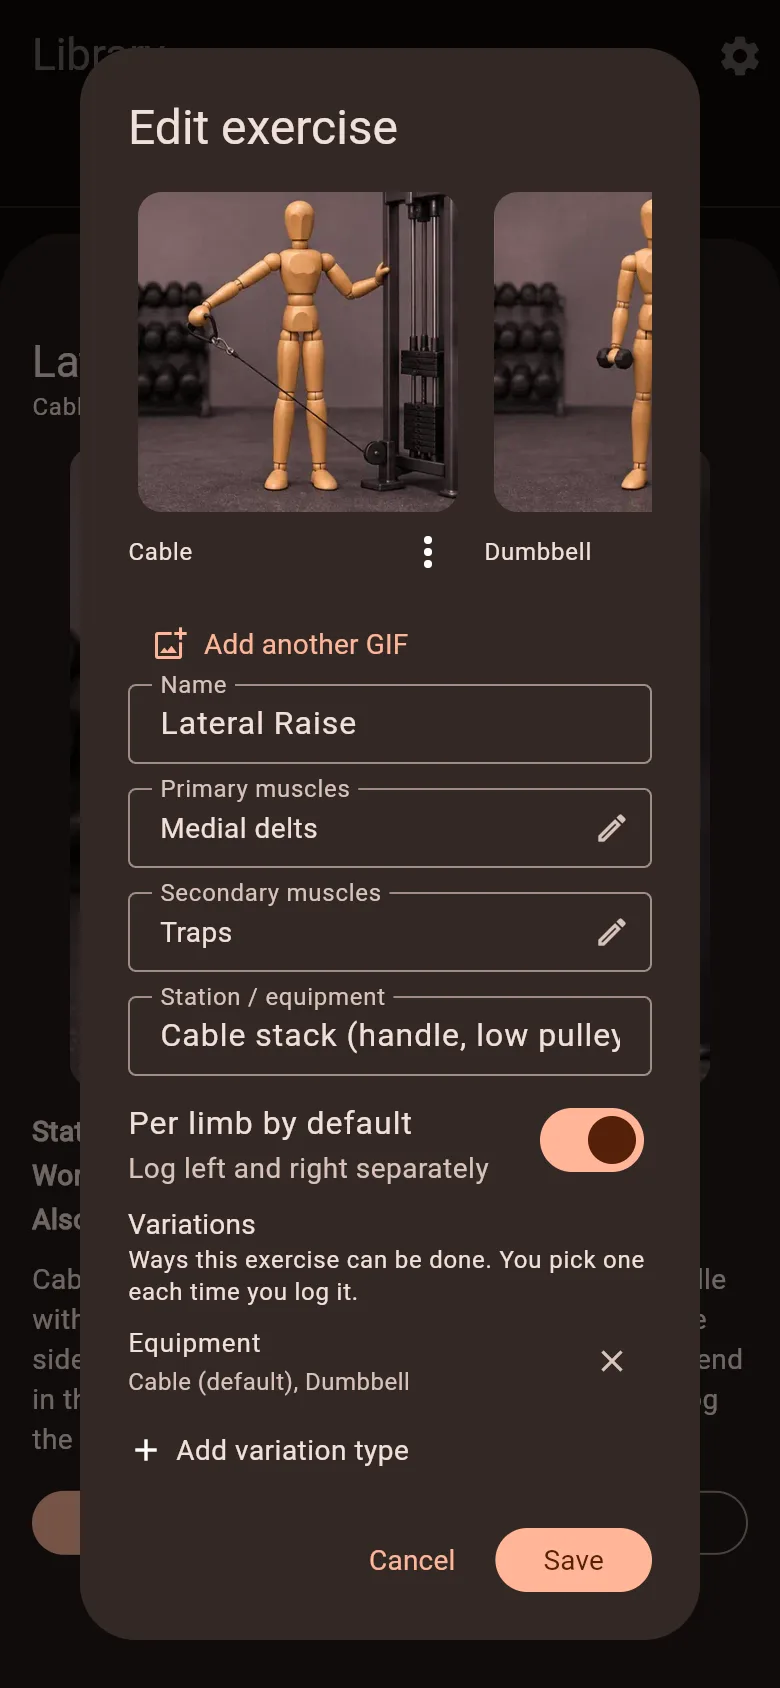 Library
Edit exercise
Cable
Dumbbell
Add another GIF
Name
Lateral Raise
Primary muscles
Medial delts
Secondary muscles
Traps
Station / equipment
Cable stack (handle, low pulley
Per limb by default
Log left and right separately
Variations
Ways this exercise can be done. You pick one
each time you log it.
Equipment
Cable (default), Dumbbell
Add variation type
Cancel
Save